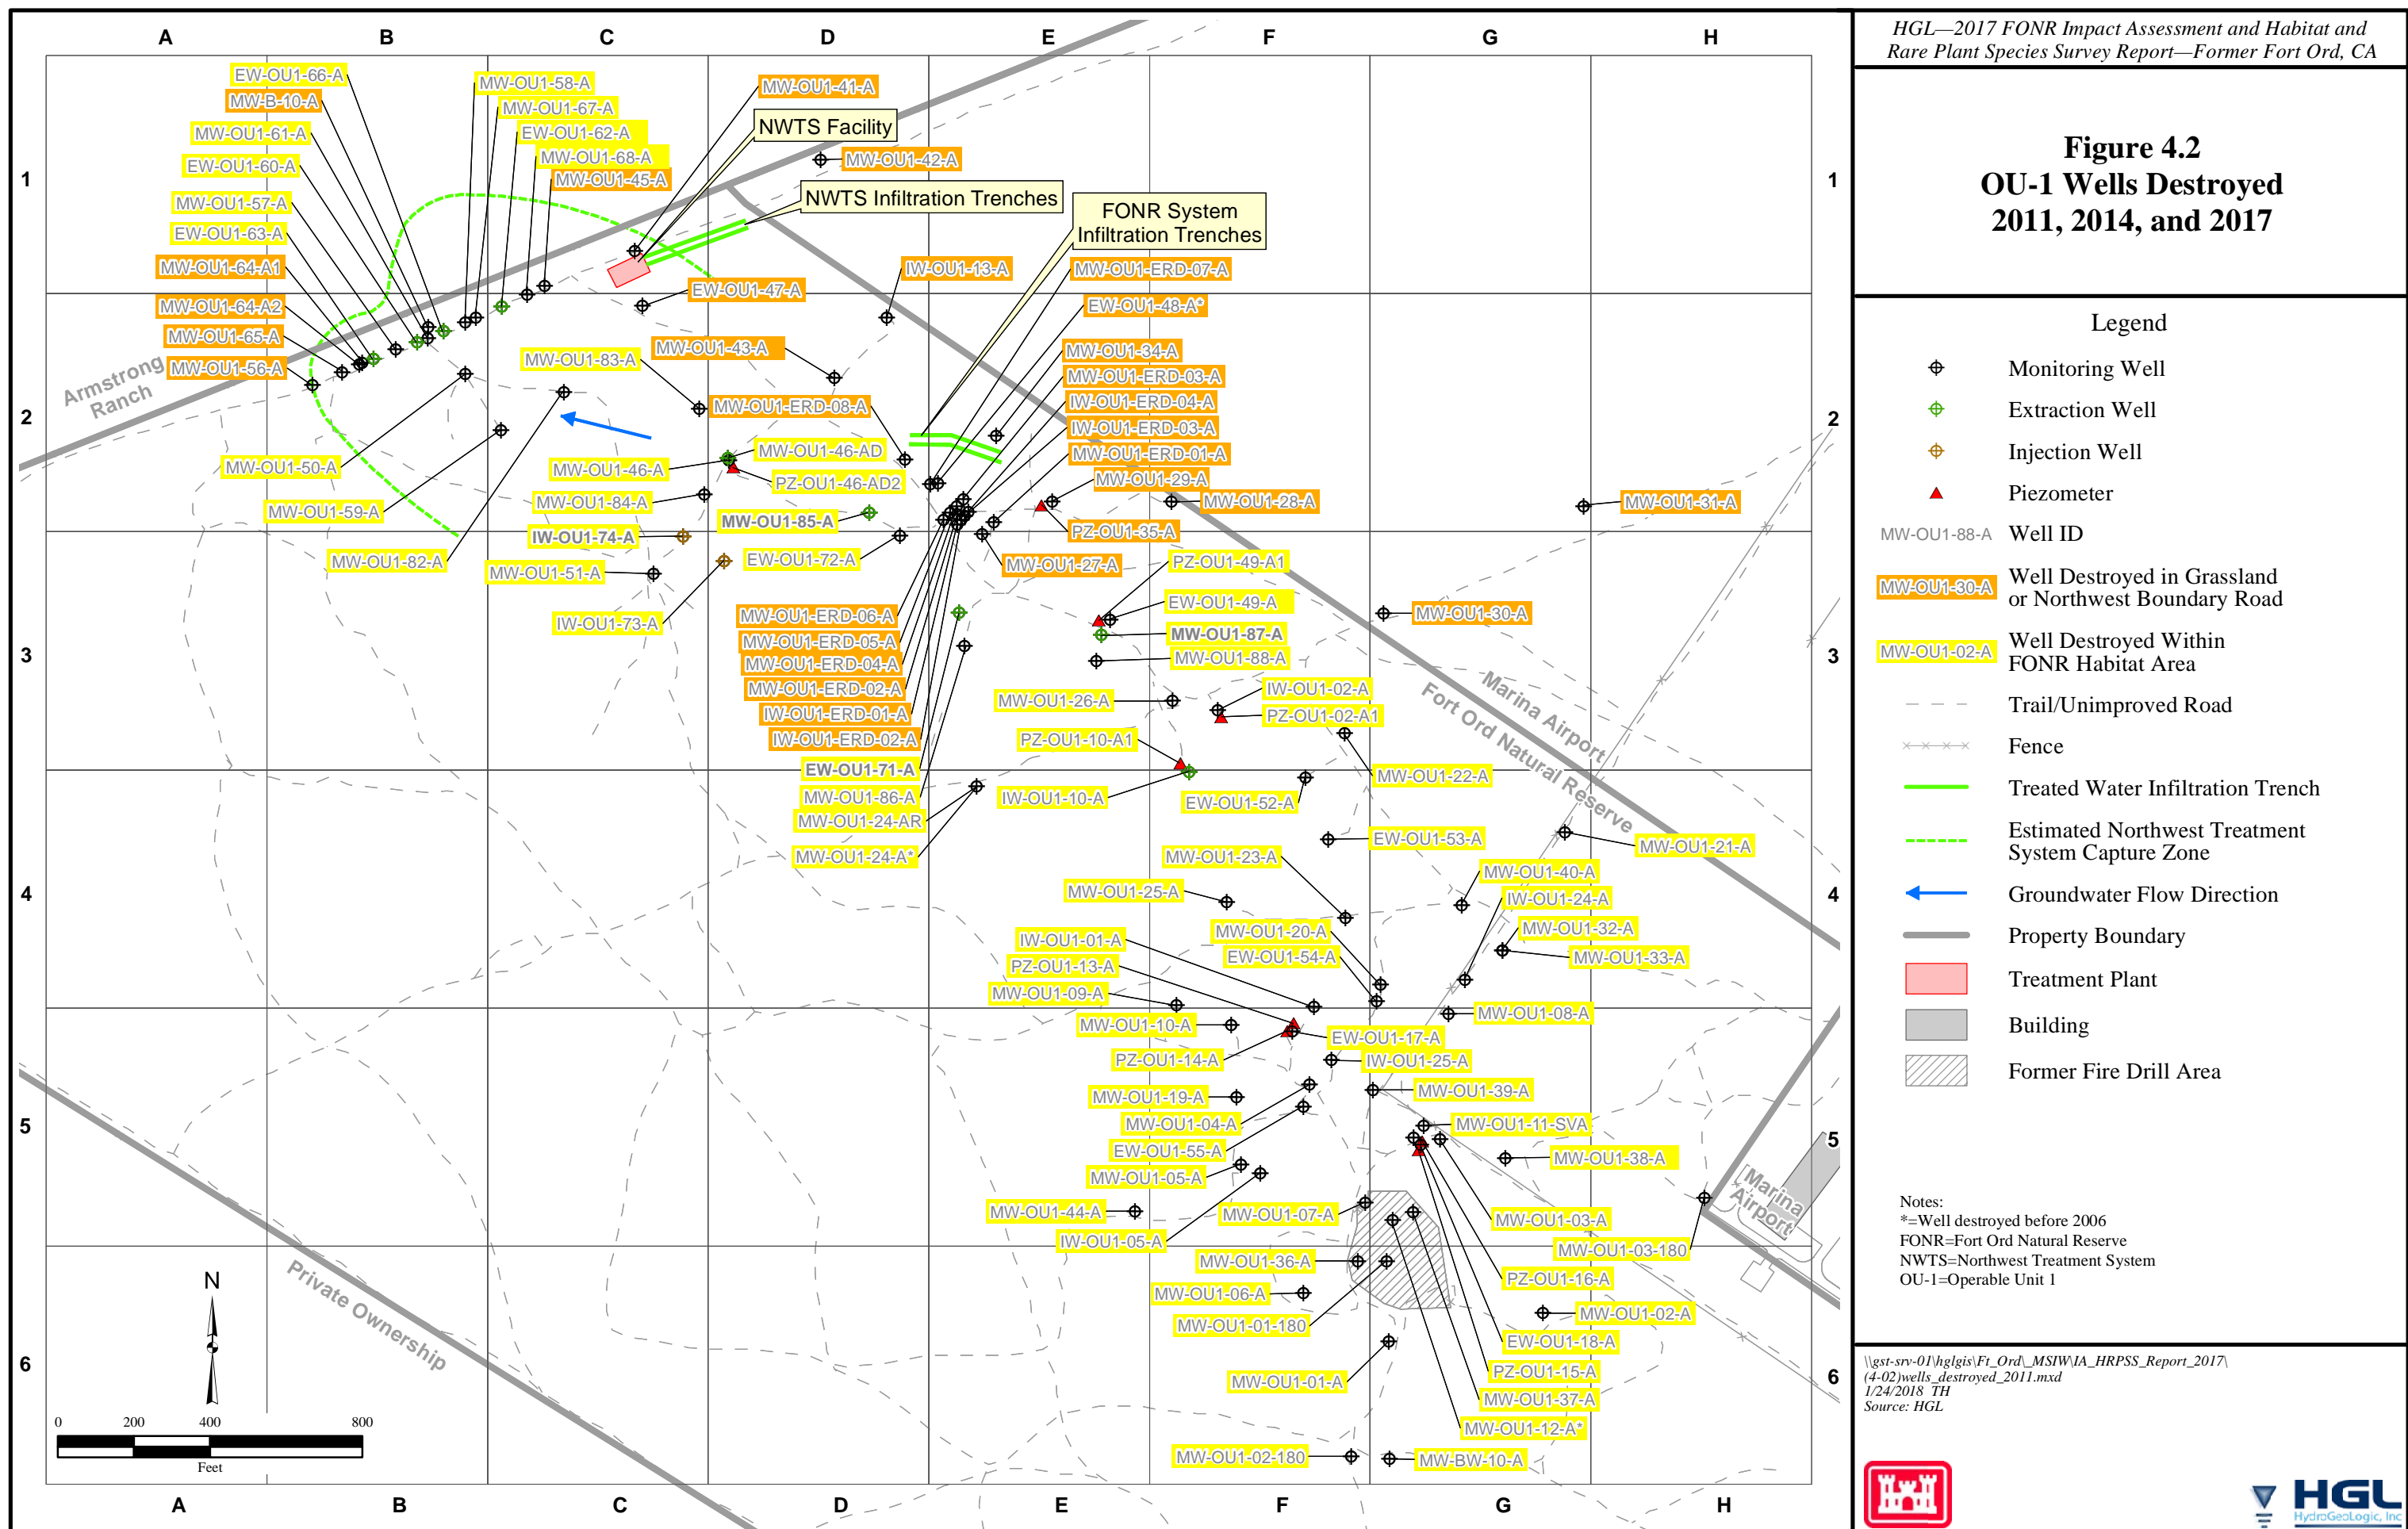 A B C D E F G H
EW-OU1-66-A
MW-B-10-A
MW-OU1-61-A
EW-OU1-60-A
MW-OU1-57-A
EW-OU1-63-A
MW-OU1-64-A1
MW-OU1-64-A2
MW-OU1-65-A
MW-OU1-56-A
MW-OU1-58-A
MW-OU1-67-A
EW-OU1-62-A
MW-OU1-68-A
MW-OU1-45-A
MW-OU1-41-A
NWTS Facility
MW-OU1-42-A
NWTS Infiltration Trenches
FONR System
Infiltration Trenches
1
1
IW-OU1-13-A
MW-OU1-ERD-07-A
EW-OU1-47-A
EW-OU1-48-A*
MW-OU1-43-A
MW-OU1-83-A
MW-OU1-34-A
MW-OU1-ERD-03-A
IW-OU1-ERD-04-A
IW-OU1-ERD-03-A
MW-OU1-ERD-01-A
MW-OU1-29-A
MW-OU1-28-A
MW-OU1-31-A
PZ-OU1-35-A
MW-OU1-27-A
Armstrong
Ranch
2
2
MW-OU1-ERD-08-A
MW-OU1-46-AD
MW-OU1-46-A
PZ-OU1-46-AD2
MW-OU1-84-A
MW-OU1-85-A
IW-OU1-74-A
EW-OU1-72-A
MW-OU1-51-A
IW-OU1-73-A
MW-OU1-50-A
MW-OU1-59-A
MW-OU1-82-A
PZ-OU1-49-A1
EW-OU1-49-A
MW-OU1-87-A
MW-OU1-88-A
MW-OU1-30-A
3
3
MW-OU1-ERD-06-A
MW-OU1-ERD-05-A
MW-OU1-ERD-04-A
MW-OU1-ERD-02-A
IW-OU1-ERD-01-A
IW-OU1-ERD-02-A
EW-OU1-71-A
MW-OU1-86-A
MW-OU1-24-AR
MW-OU1-24-A*
MW-OU1-26-A
IW-OU1-02-A
PZ-OU1-02-A1
PZ-OU1-10-A1
IW-OU1-10-A
EW-OU1-52-A
MW-OU1-22-A
Marina Airport
Fort Ord Natural Reserve
EW-OU1-53-A
MW-OU1-21-A
MW-OU1-23-A
MW-OU1-40-A
MW-OU1-25-A
IW-OU1-24-A
4
4
MW-OU1-20-A
MW-OU1-32-A
IW-OU1-01-A
EW-OU1-54-A
MW-OU1-33-A
PZ-OU1-13-A
MW-OU1-09-A
MW-OU1-08-A
MW-OU1-10-A
EW-OU1-17-A
PZ-OU1-14-A
IW-OU1-25-A
MW-OU1-19-A
MW-OU1-39-A
MW-OU1-04-A
MW-OU1-11-SVA
5
5
EW-OU1-55-A
MW-OU1-38-A
MW-OU1-05-A
MW-OU1-44-A
MW-OU1-07-A
MW-OU1-03-A
IW-OU1-05-A
MW-OU1-03-180
Marina
Airport
MW-OU1-36-A
PZ-OU1-16-A
MW-OU1-06-A
MW-OU1-02-A
MW-OU1-01-180
EW-OU1-18-A
PZ-OU1-15-A
MW-OU1-01-A
MW-OU1-37-A
MW-OU1-12-A*
MW-OU1-02-180
MW-BW-10-A
6
6
Private Ownership
N
0 200 400 800
Feet
A B C D E F G H
HGL—2017 FONR Impact Assessment and Habitat and
Rare Plant Species Survey Report—Former Fort Ord, CA
Figure 4.2
OU-1 Wells Destroyed
2011, 2014, and 2017
Legend
Monitoring Well
Extraction Well
Injection Well
Piezometer
MW-OU1-88-A Well ID
MW-OU1-30-A Well Destroyed in Grassland
or Northwest Boundary Road
MW-OU1-02-A Well Destroyed Within
FONR Habitat Area
Trail/Unimproved Road
Fence
Treated Water Infiltration Trench
Estimated Northwest Treatment
System Capture Zone
Groundwater Flow Direction
Property Boundary
Treatment Plant
Building
Former Fire Drill Area
Notes:
*=Well destroyed before 2006
FONR=Fort Ord Natural Reserve
NWTS=Northwest Treatment System
OU-1=Operable Unit 1
\\gst-srv-01\hglgis\Ft_Ord\_MSIW\IA_HRPSS_Report_2017\
(4-02)wells_destroyed_2011.mxd
1/24/2018 TH
Source: HGL
HGL
HydroGeoLogic, Inc